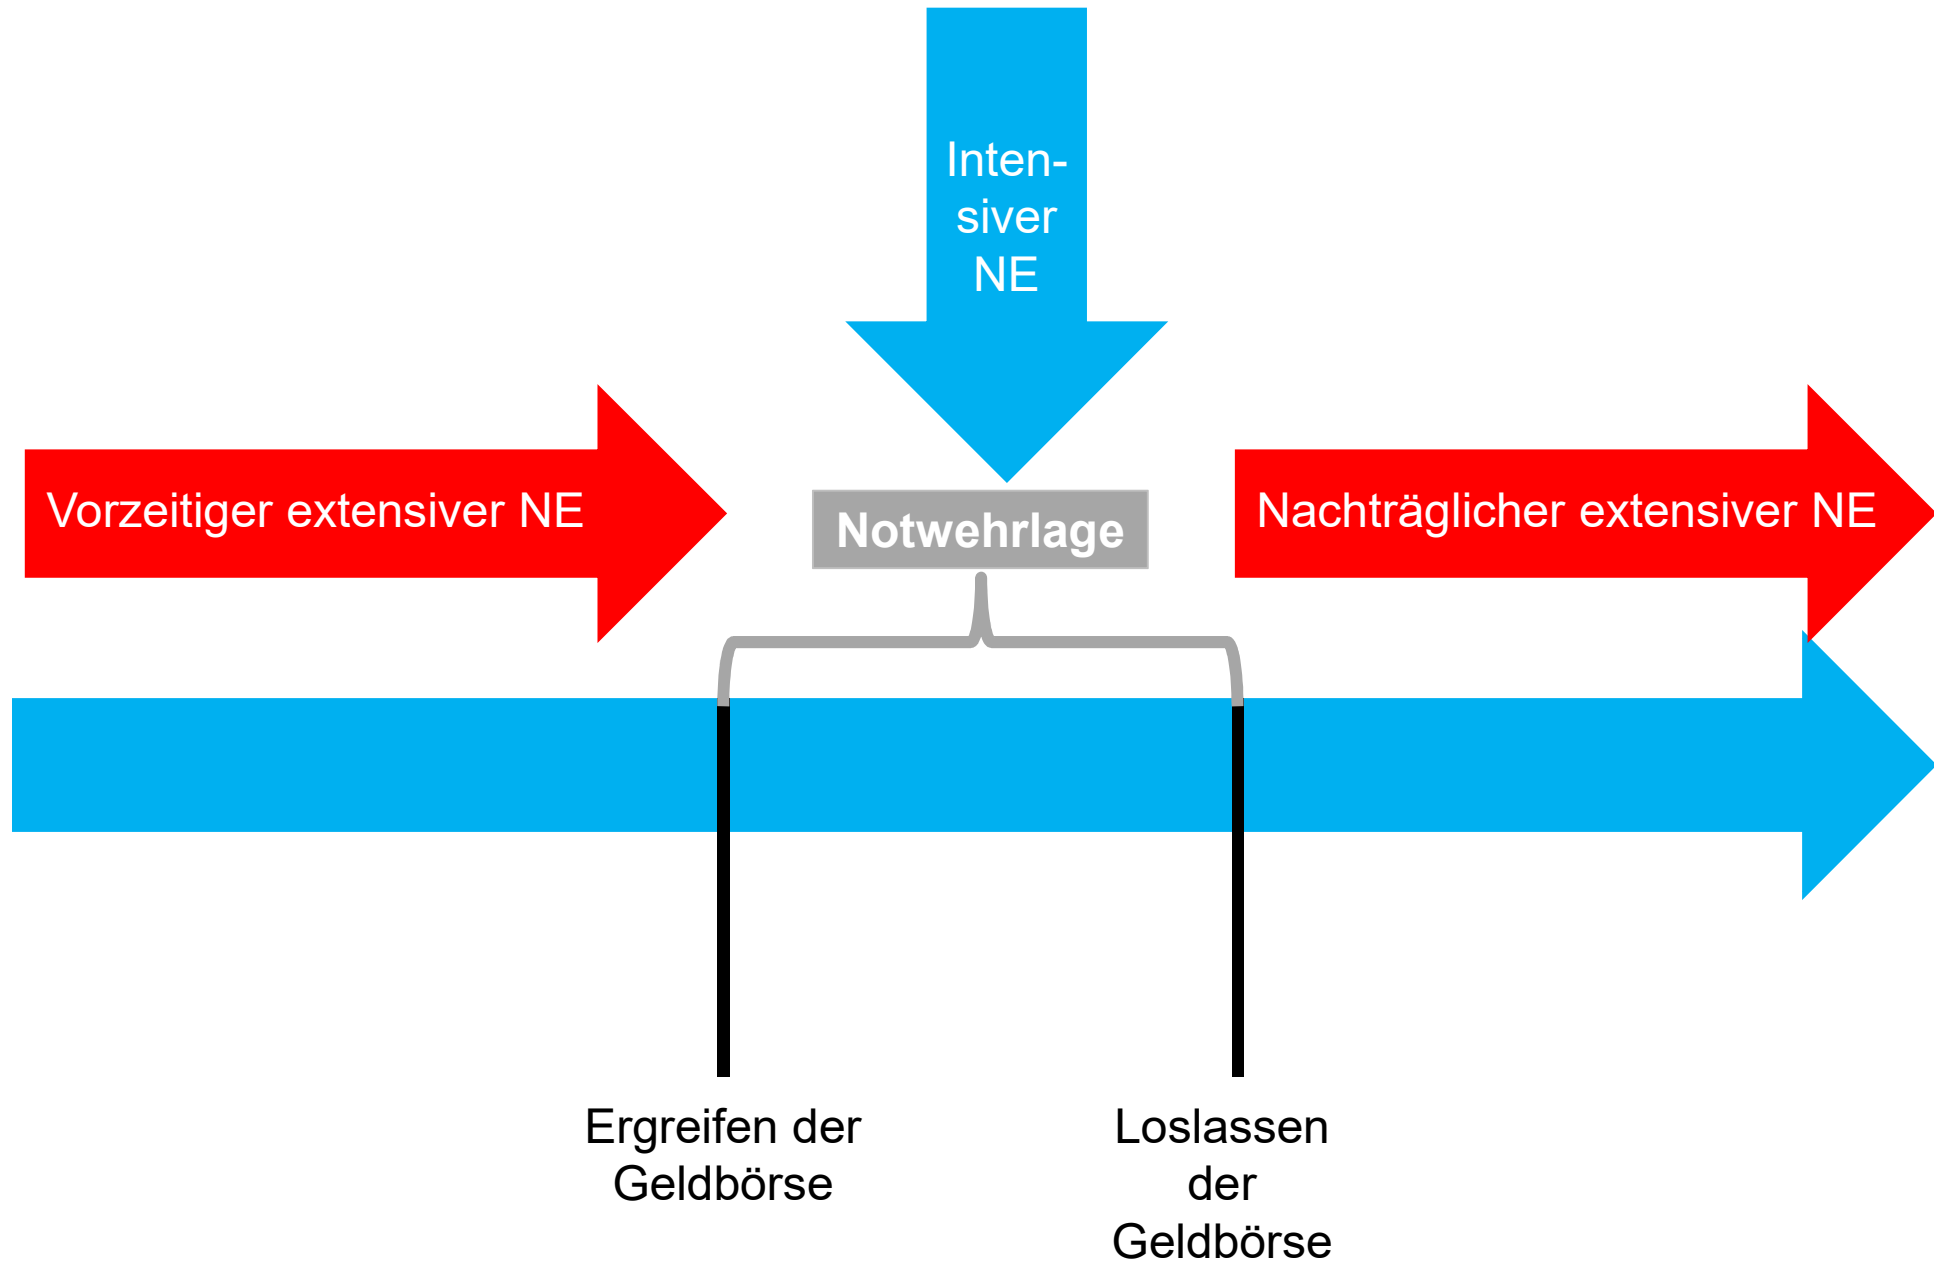 Inten-
siver
NE
Vorzeitiger extensiver NE
Notwehrlage
Nachträglicher extensiver NE
Ergreifen der
Geldbörse
Loslassen
der
Geldbörse